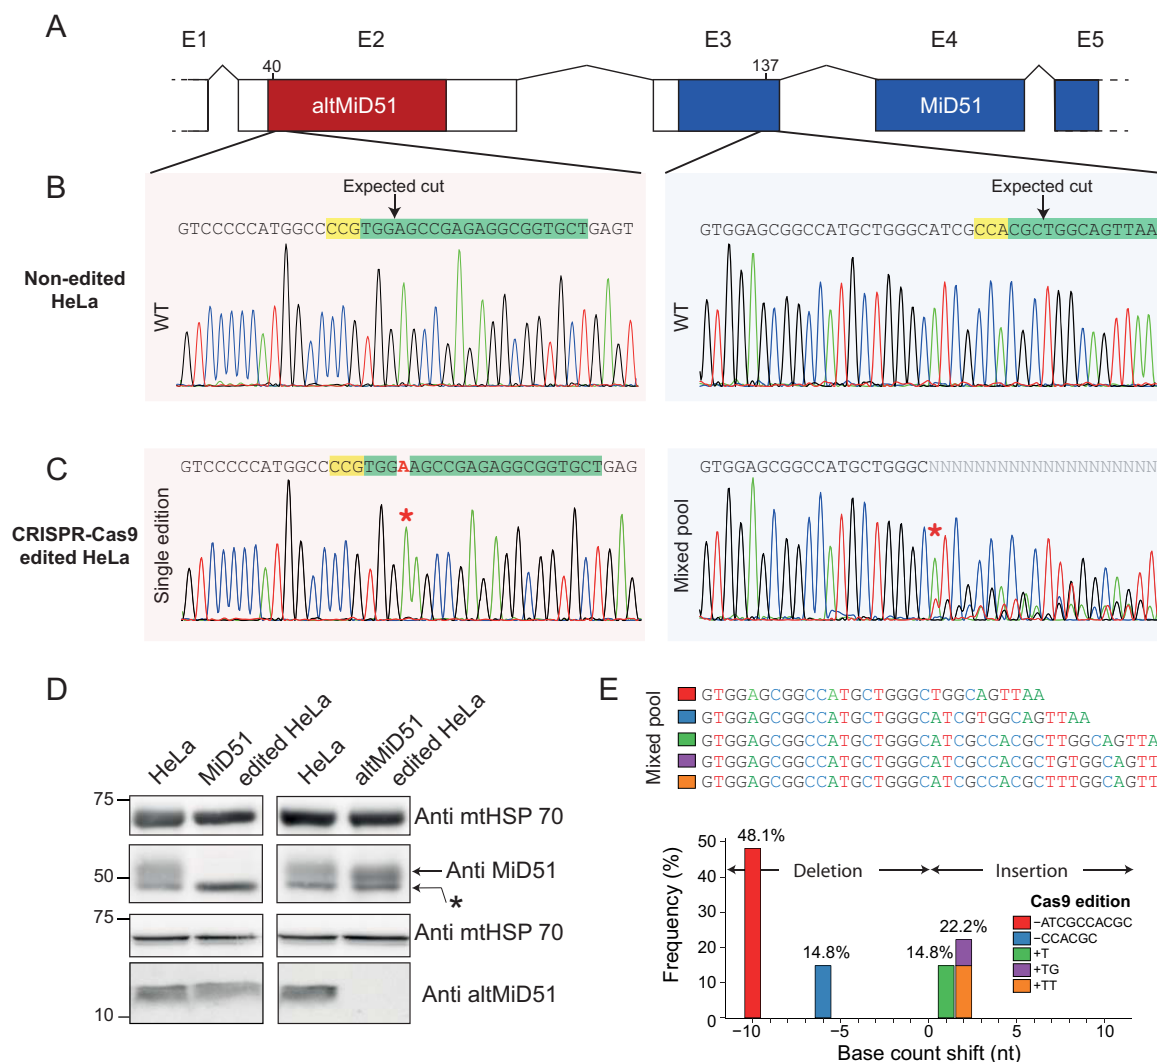 A
E1 E2 E3 E4 E5
40 137
altMiD51 MiD51
B
Expected cut Expected cut
GTCCCCCATGGCCCCGTGGAGCCGAGAGGCGGTGCTGAGT
GTGGAGCGGCCATGCTGGGCATCGCCACGCTGGCAGTTAA
Non-edited
HeLa
WT
WT
C
GTCCCCCATGGCCCCGTGGAAGCCGAGAGGCGGTGCTGAG
GTGGAGCGGCCATGCTGGGCNNNNNNNNNNNNNNNNNNNN
*
*
CRISPR-Cas9
edited HeLa
Single edition
Mixed pool
D
HeLa
MiD51
edited HeLa
HeLa
altMiD51
edited HeLa
75
Anti mtHSP 70
50
Anti MiD51
*
75
Anti mtHSP 70
10
Anti altMiD51
E
Mixed pool
GTGGAGCGGCCATGCTGGGCTGGCAGTTAA
GTGGAGCGGCCATGCTGGGCATCGTGGCAGTTAA
GTGGAGCGGCCATGCTGGGCATCGCCACGCTTGGCAGTTA
GTGGAGCGGCCATGCTGGGCATCGCCACGCTGTGGCAGTT
GTGGAGCGGCCATGCTGGGCATCGCCACGCTTTGGCAGTT
Frequency (%)
50
40
30
20
10
0
48.1%
Deletion
Insertion
14.8%
14.8%
22.2%
Cas9 edition
−ATCGCCACGC
−CCACGC
+T
+TG
+TT
−10 −5 0 5 10
Base count shift (nt)